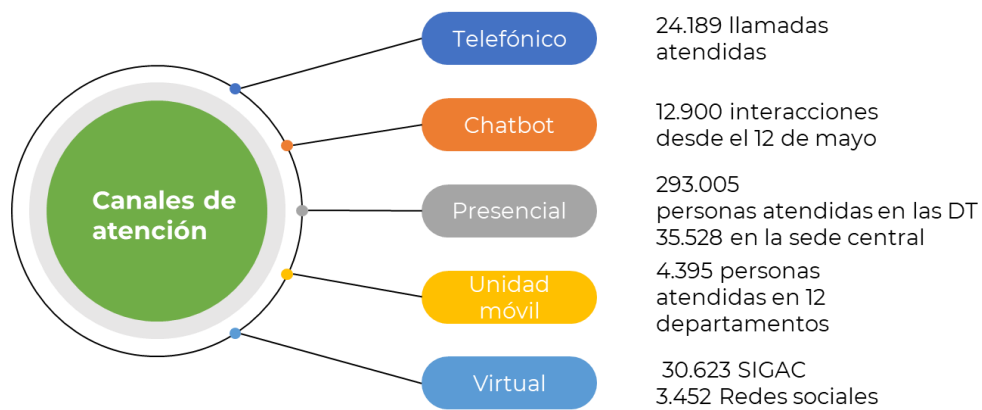 Canales de
atención
Telefónico
24.189 llamadas
atendidas
Chatbot
12.900 interacciones
desde el 12 de mayo
Presencial
293.005
personas atendidas en las DT
35.528 en la sede central
Unidad
móvil
4.395 personas
atendidas en 12
departamentos
Virtual
30.623 SIGAC
3.452 Redes sociales